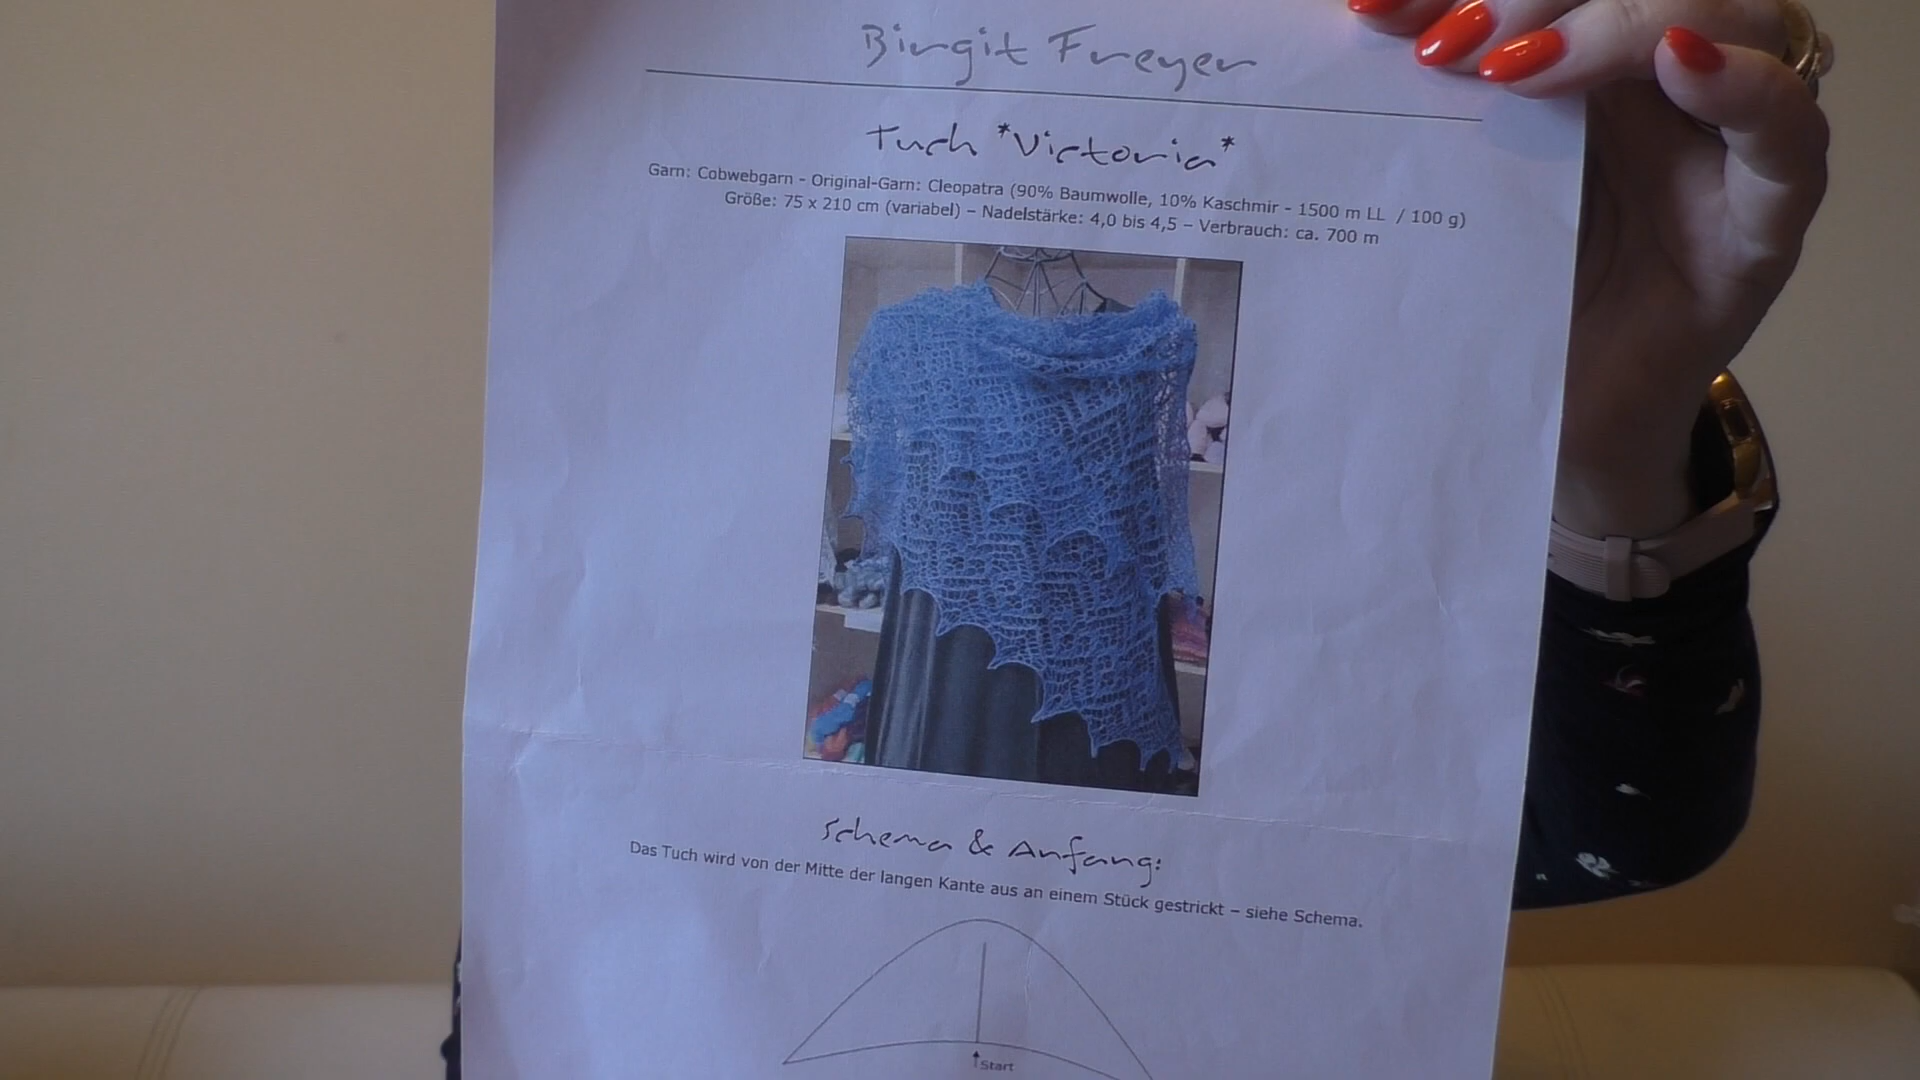 Birgit Freyer
Tuch *Victoria*
Garn: Cobwebgarn - Original-Garn: Cleopatra (90% Baumwolle, 10% Kaschmir - 1500 m LL / 100 g)
Größe: 75 x 210 cm (variabel) – Nadelstärke: 4,0 bis 4,5 – Verbrauch: ca. 700 m
Schema & Anfang:
Das Tuch wird von der Mitte der langen Kante aus an einem Stück gestrickt – siehe Schema.
Start